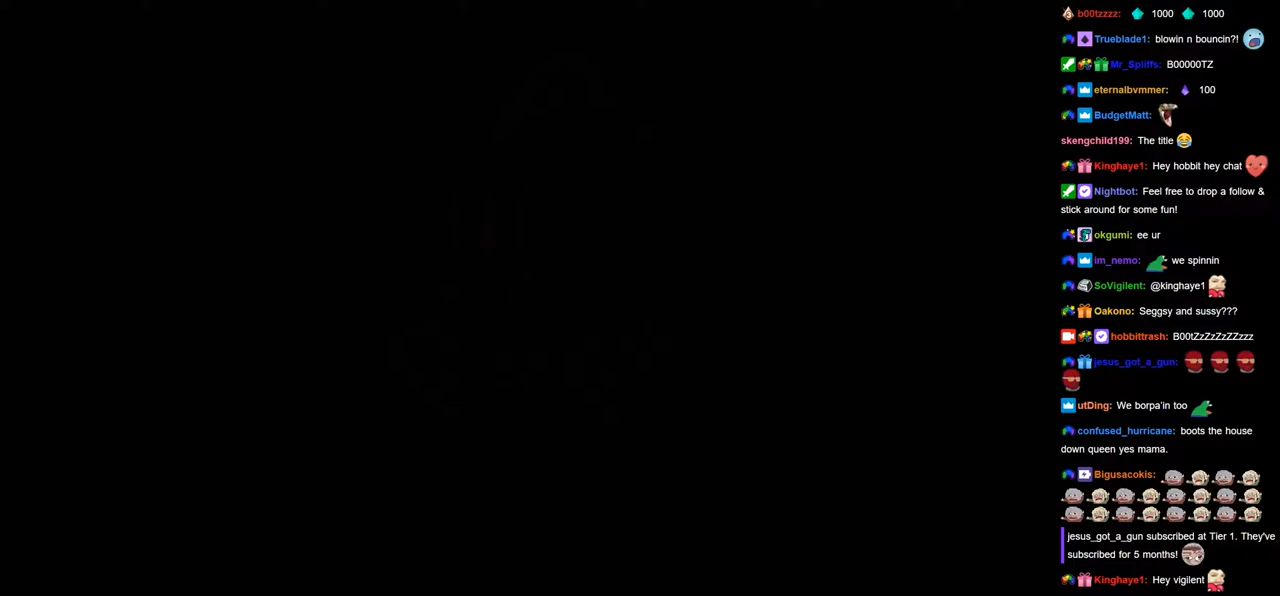 b00tzzzz: 1000 1000
Trueblade1: blowin n bouncin?!
Mr_Spliffs: B00000TZ
eternalbvmmer: 100
BudgetMatt:
skengchild199: The title
Kinghaye1: Hey hobbit hey chat
Nightbot: Feel free to drop a follow &
stick around for some fun!
okgumi: ee ur
im_nemo: we spinnin
SoVigilent: @kinghaye1
Oakono: Seggsy and sussy???
hobbittrash: B00tZzZzZzZZzzz
jesus_got_a_gun:
utDing: We borpa'in too
confused_hurricane: boots the house
down queen yes mama.
Bigusacokis:
jesus_got_a_gun subscribed at Tier 1. They've
subscribed for 5 months!
Kinghaye1: Hey vigilent